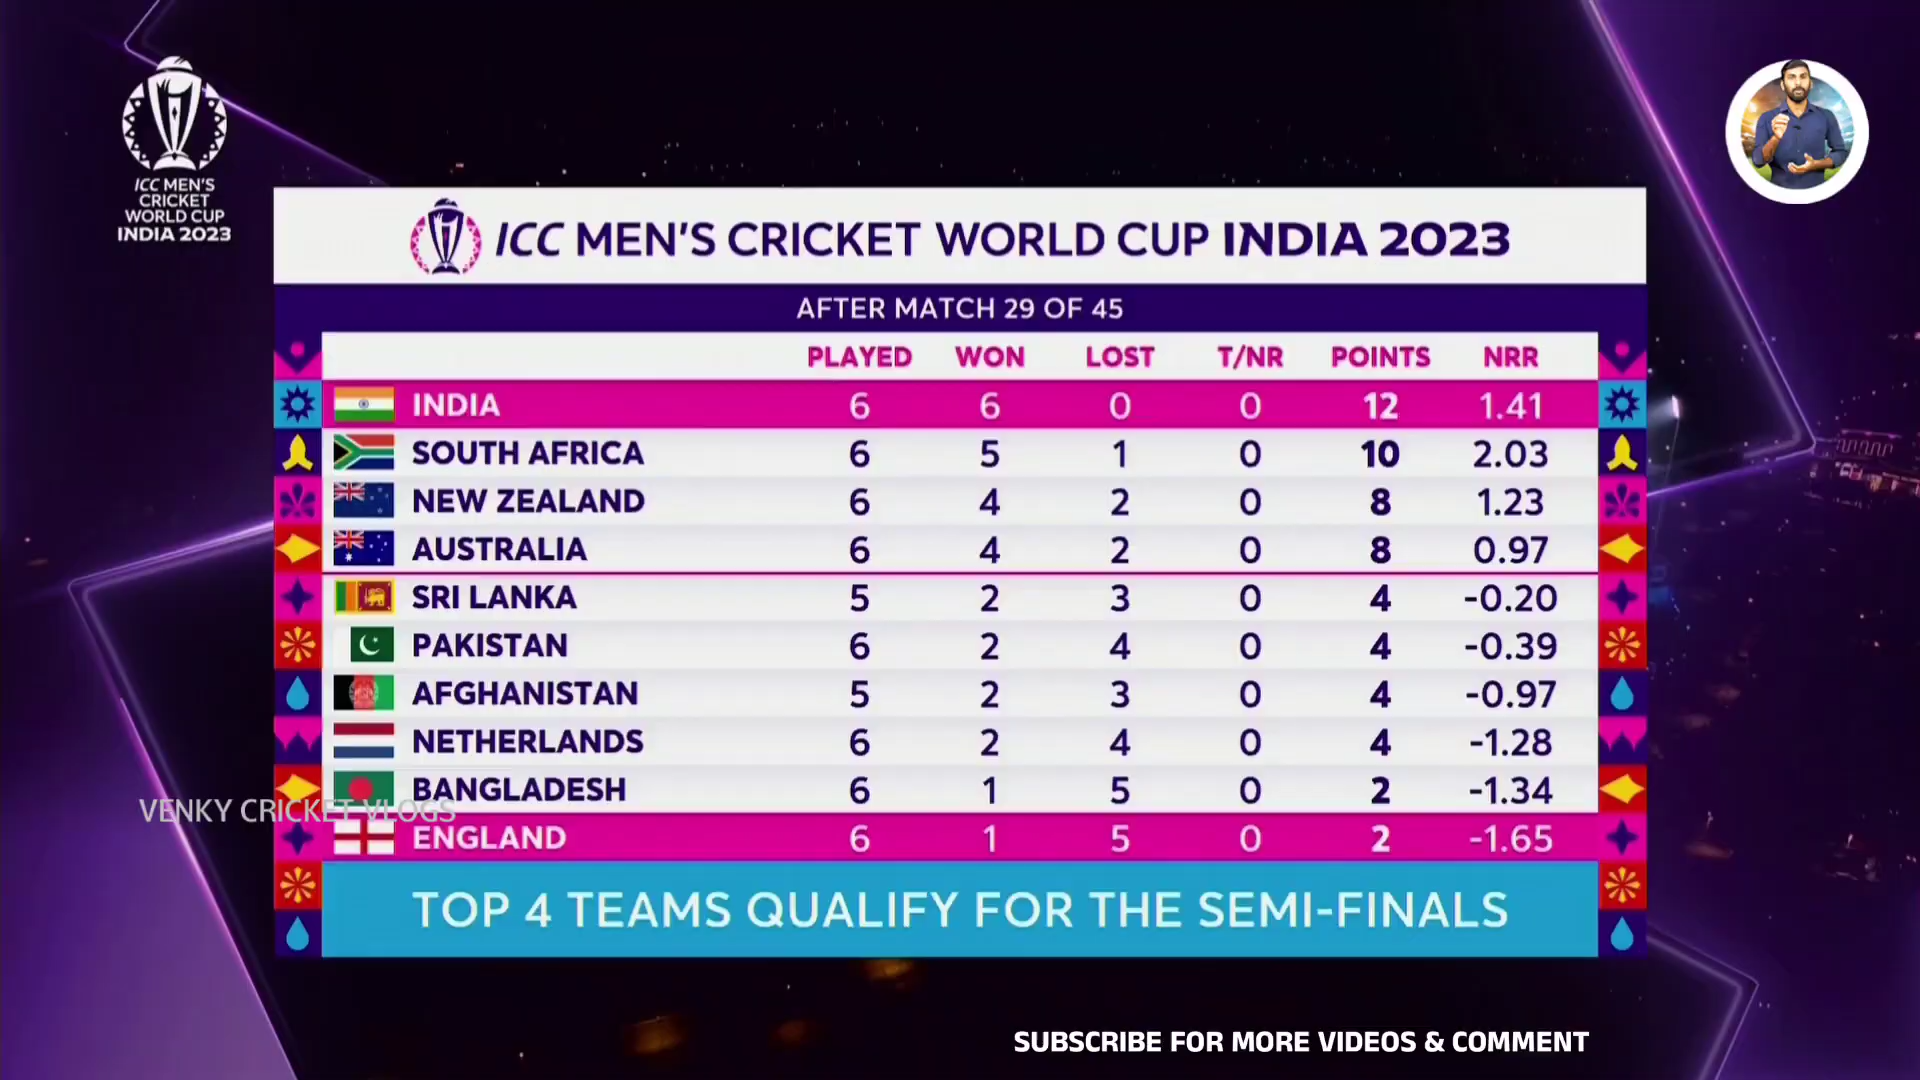 ICC MEN'S
CRICKET
WORLD CUP
INDIA 2023
ICC MEN'S CRICKET WORLD CUP INDIA 2023
AFTER MATCH 29 OF 45
PLAYED WON LOST T/NR POINTS NRR
INDIA 6 6 0 0 12 1.41
SOUTH AFRICA 6 5 1 0 10 2.03
NEW ZEALAND 6 4 2 0 8 1.23
AUSTRALIA 6 4 2 0 8 0.97
SRI LANKA 5 2 3 0 4 -0.20
PAKISTAN 6 2 4 0 4 -0.39
AFGHANISTAN 5 2 3 0 4 -0.97
NETHERLANDS 6 2 4 0 4 -1.28
BANGLADESH 6 1 5 0 2 -1.34
VENKY CRICKET VLOGS
ENGLAND 6 1 5 0 2 -1.65
TOP 4 TEAMS QUALIFY FOR THE SEMI-FINALS
SUBSCRIBE FOR MORE VIDEOS & COMMENT